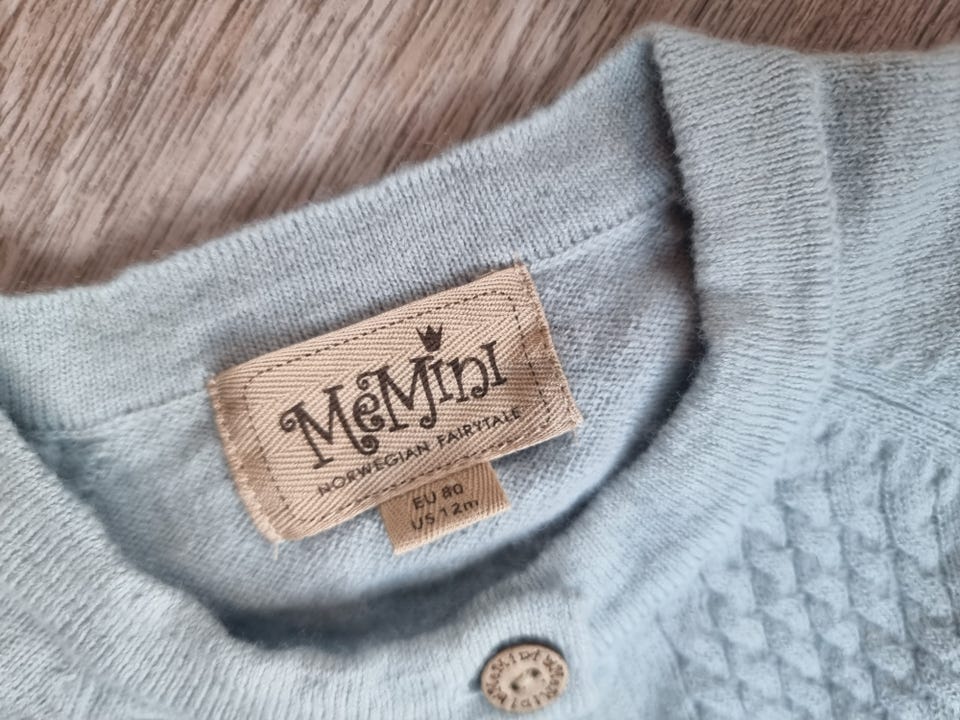 MeMini
NORWEGIAN FAIRYTALE
EU 80
US 12m